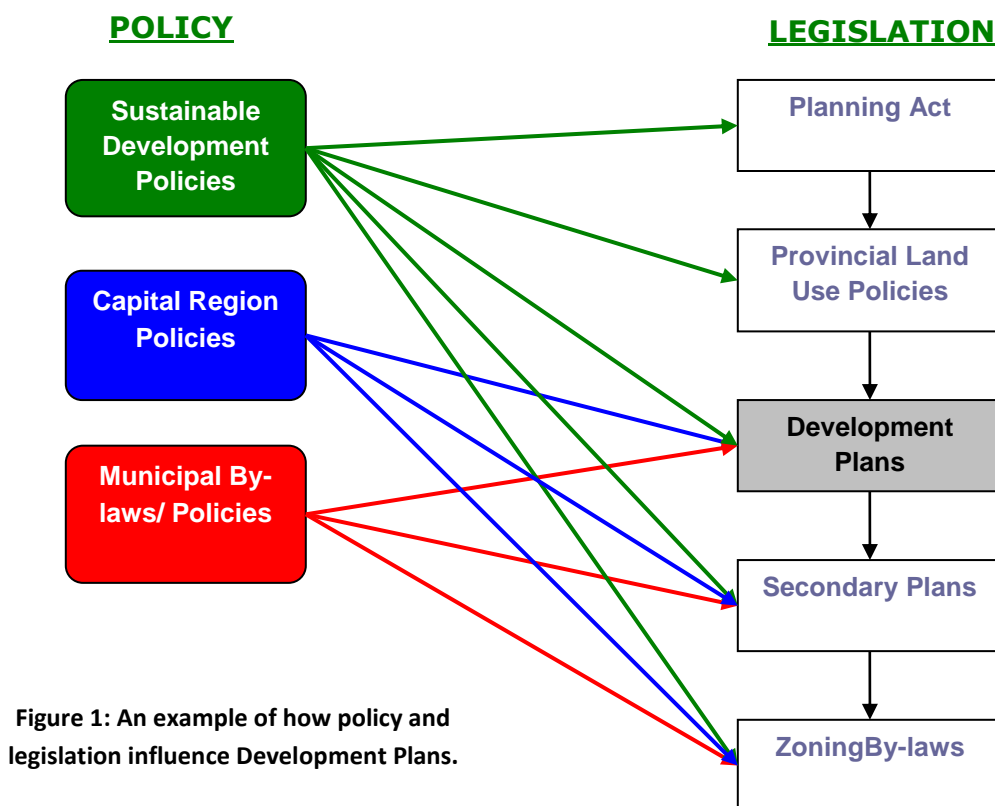 POLICY
LEGISLATION
Sustainable
Development
Policies
Capital Region
Policies
Municipal By-
laws/ Policies
Planning Act
Provincial Land
Use Policies
Development
Plans
Secondary Plans
ZoningBy-laws
Figure 1: An example of how policy and
legislation influence Development Plans.